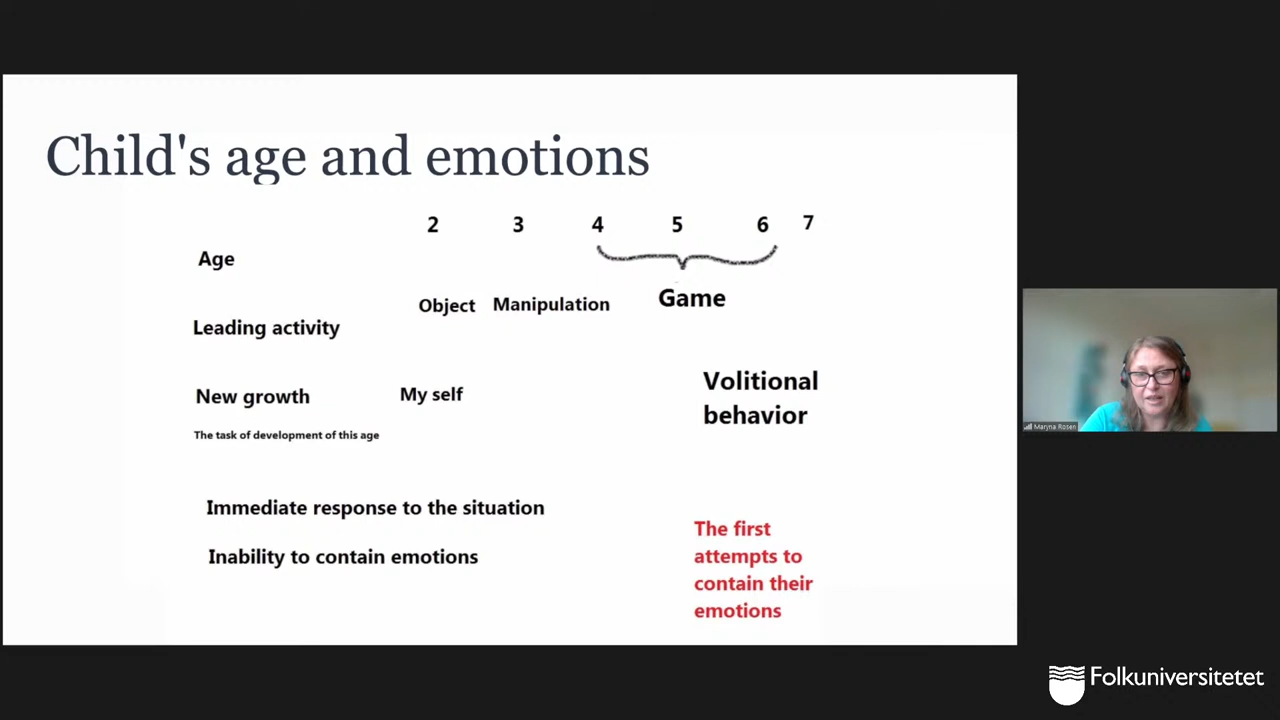 Child's age and emotions
2 3 4 5 6 7
Age
Object Manipulation Game
Leading activity
New growth My self
Volitional
behavior
The task of development of this age
Immediate response to the situation
Inability to contain emotions
The first
attempts to
contain their
emotions
Maryna Rosen
Folkuniversitetet